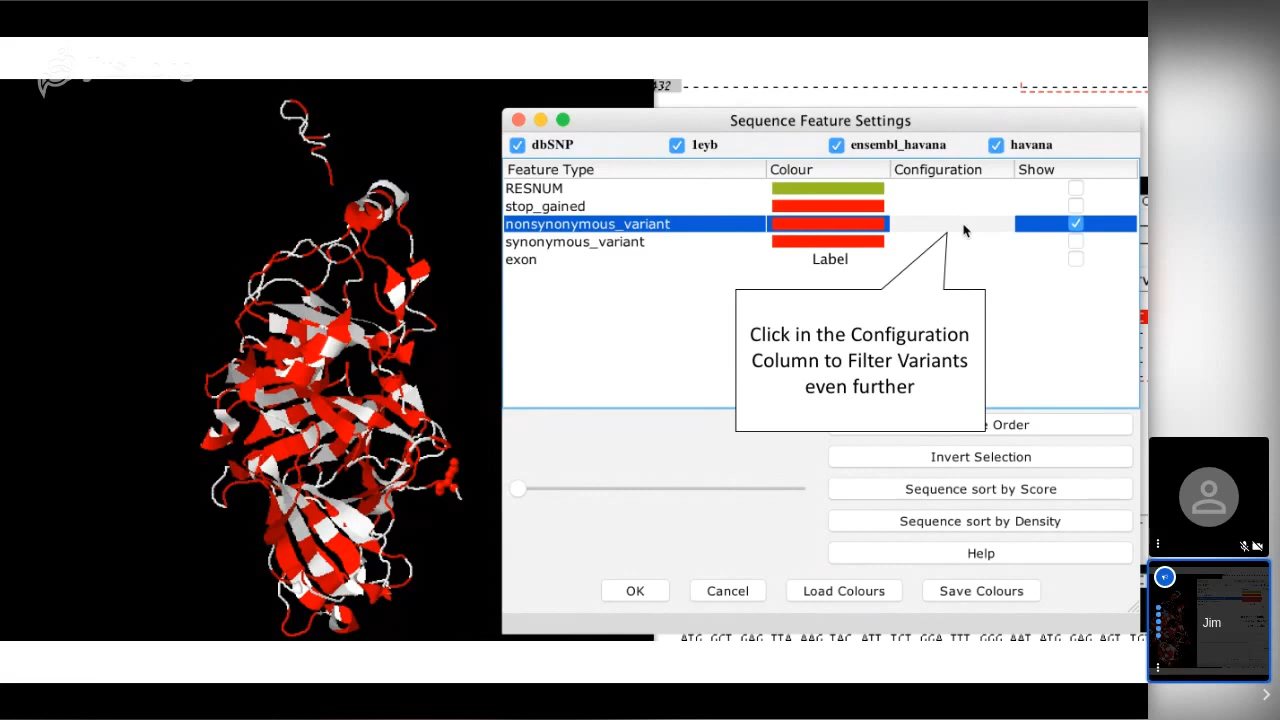 432
Sequence Feature Settings
dbSNP 1eyb ensembl_havana havana
Feature Type Colour Configuration Show
RESNUM
stop_gained
nonsynonymous_variant
synonymous_variant
exon Label
Click in the Configuration
Column to Filter Variants
even further
Order
Invert Selection
Sequence sort by Score
Sequence sort by Density
Help
OK Cancel Load Colours Save Colours
ATG GCT GAG TTA AAG TAC ATT TCT GGA TTT GGG AAT ATG GAG AGT
Jim